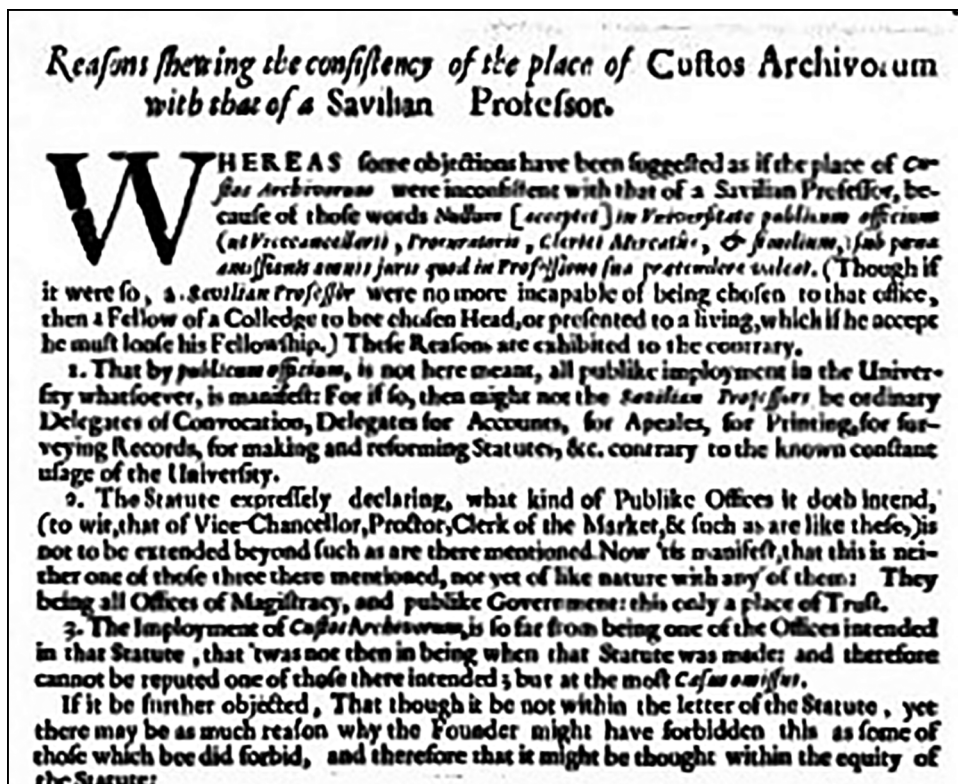 Reaſons ſhewing the conſiſtency of the place of Cuſtos Archivorum
with that of a Savilian Profeſſor.
WHEREAS ſome objections have been ſuggeſted as if the place of Cu-
ſtos Archivorum were inconſiſtent with that of a Savilian Profeſſor, be-
cauſe of thoſe words Nullum [acceptet] in Univerſitate publicum officium
(ut Vicecancellarii, Procuratoris, Clerici Mercatûs, & ſimilium, ſub pœna
amiſſionis omnis juris quod in Profeſſione ſua prætendere valeat. (Though if
it were ſo, a Savilian Profeſſor were no more incapable of being choſen to that office,
then a Fellow of a Colledge to bee choſen Head, or preſented to a living, which if he accept
he muſt looſe his Fellowſhip.) Theſe Reaſons are exhibited to the contrary.
1. That by publicum officium, is not here meant, all publike imployment in the Univer-
ſity whatſoever, is manifeſt: For if ſo, then might not the Savilian Profeſſors be ordinary
Delegates of Convocation, Delegates for Accounts, for Apeales, for Printing, for ſur-
veying Records, for making and reforming Statutes, &c. contrary to the known conſtant
uſage of the Univerſity.
2. The Statute expreſſely declaring, what kind of Publike Offices it doth intend,
(to wit, that of Vice-Chancellor, Proctor, Clerk of the Market, & ſuch as are like theſe,) is
not to be extended beyond ſuch as are there mentioned Now 'tis manifeſt, that this is nei-
ther one of thoſe three there mentioned, nor yet of like nature with any of them: They
being all Offices of Magiſtracy, and publike Government: this only a place of Truſt.
3. The Imployment of Cuſtos Archivorum, is ſo far from being one of the Offices intended
in that Statute, that 'twas not then in being when that Statute was made: and therefore
cannot be reputed one of thoſe there intended; but at the moſt Caſus omiſſus.
If it be further objected, That though it be not within the letter of the Statute, yet
there may be as much reaſon why the Founder might have forbidden this as ſome of
thoſe which hee did forbid, and therefore that it might be thought within the equity of
the Statute: